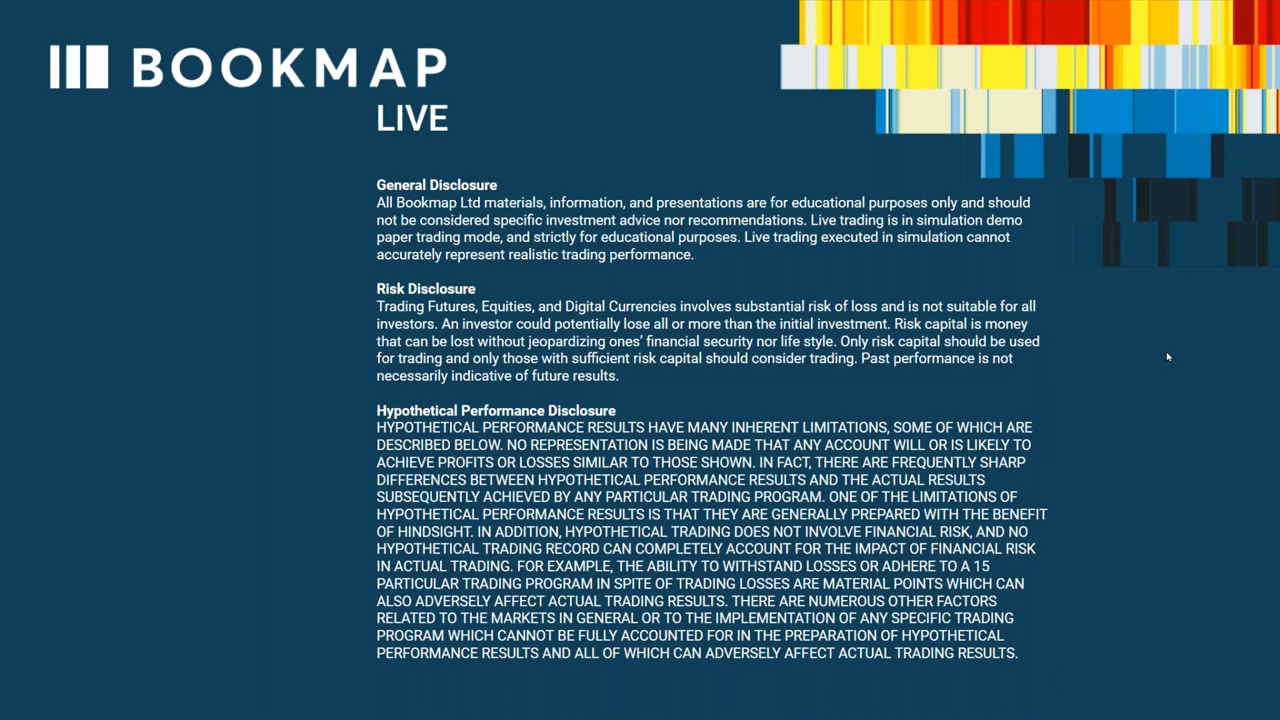 BOOKMAP
LIVE
General Disclosure
All Bookmap Ltd materials, information, and presentations are for educational purposes only and should
not be considered specific investment advice nor recommendations. Live trading is in simulation demo
paper trading mode, and strictly for educational purposes. Live trading executed in simulation cannot
accurately represent realistic trading performance.
Risk Disclosure
Trading Futures, Equities, and Digital Currencies involves substantial risk of loss and is not suitable for all
investors. An investor could potentially lose all or more than the initial investment. Risk capital is money
that can be lost without jeopardizing ones’ financial security nor life style. Only risk capital should be used
for trading and only those with sufficient risk capital should consider trading. Past performance is not
necessarily indicative of future results.
Hypothetical Performance Disclosure
HYPOTHETICAL PERFORMANCE RESULTS HAVE MANY INHERENT LIMITATIONS, SOME OF WHICH ARE
DESCRIBED BELOW. NO REPRESENTATION IS BEING MADE THAT ANY ACCOUNT WILL OR IS LIKELY TO
ACHIEVE PROFITS OR LOSSES SIMILAR TO THOSE SHOWN. IN FACT, THERE ARE FREQUENTLY SHARP
DIFFERENCES BETWEEN HYPOTHETICAL PERFORMANCE RESULTS AND THE ACTUAL RESULTS
SUBSEQUENTLY ACHIEVED BY ANY PARTICULAR TRADING PROGRAM. ONE OF THE LIMITATIONS OF
HYPOTHETICAL PERFORMANCE RESULTS IS THAT THEY ARE GENERALLY PREPARED WITH THE BENEFIT
OF HINDSIGHT. IN ADDITION, HYPOTHETICAL TRADING DOES NOT INVOLVE FINANCIAL RISK, AND NO
HYPOTHETICAL TRADING RECORD CAN COMPLETELY ACCOUNT FOR THE IMPACT OF FINANCIAL RISK
IN ACTUAL TRADING. FOR EXAMPLE, THE ABILITY TO WITHSTAND LOSSES OR ADHERE TO A 15
PARTICULAR TRADING PROGRAM IN SPITE OF TRADING LOSSES ARE MATERIAL POINTS WHICH CAN
ALSO ADVERSELY AFFECT ACTUAL TRADING RESULTS. THERE ARE NUMEROUS OTHER FACTORS
RELATED TO THE MARKETS IN GENERAL OR TO THE IMPLEMENTATION OF ANY SPECIFIC TRADING
PROGRAM WHICH CANNOT BE FULLY ACCOUNTED FOR IN THE PREPARATION OF HYPOTHETICAL
PERFORMANCE RESULTS AND ALL OF WHICH CAN ADVERSELY AFFECT ACTUAL TRADING RESULTS.